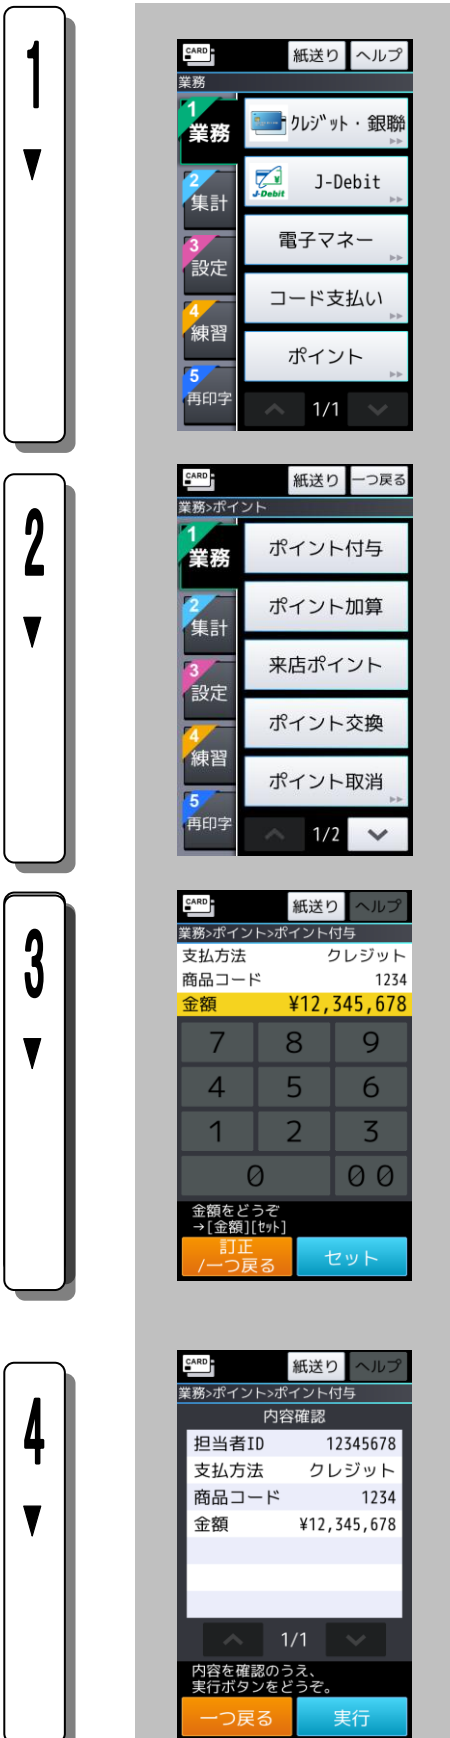 1
▼
CARD
紙送り ヘルプ
業務
1
業務
クレジット・銀聯
2
集計
J-Debit
J-Debit
3
設定
電子マネー
4
練習
コード支払い
5
再印字
ポイント
1/1
2
▼
CARD
紙送り 一つ戻る
業務>ポイント
1
業務
ポイント付与
2
集計
ポイント加算
3
設定
来店ポイント
4
練習
ポイント交換
5
再印字
ポイント取消
1/2
3
▼
CARD
紙送り ヘルプ
業務>ポイント>ポイント付与
支払方法 クレジット
商品コード 1234
金額 ¥12,345,678
7 8 9
4 5 6
1 2 3
0 00
金額をどうぞ
→[金額][セット]
訂正
/一つ戻る
セット
4
▼
CARD
紙送り ヘルプ
業務>ポイント>ポイント付与
内容確認
担当者ID 12345678
支払方法 クレジット
商品コード 1234
金額 ¥12,345,678
1/1
内容を確認のうえ、
実行ボタンをどうぞ。
一つ戻る 実行